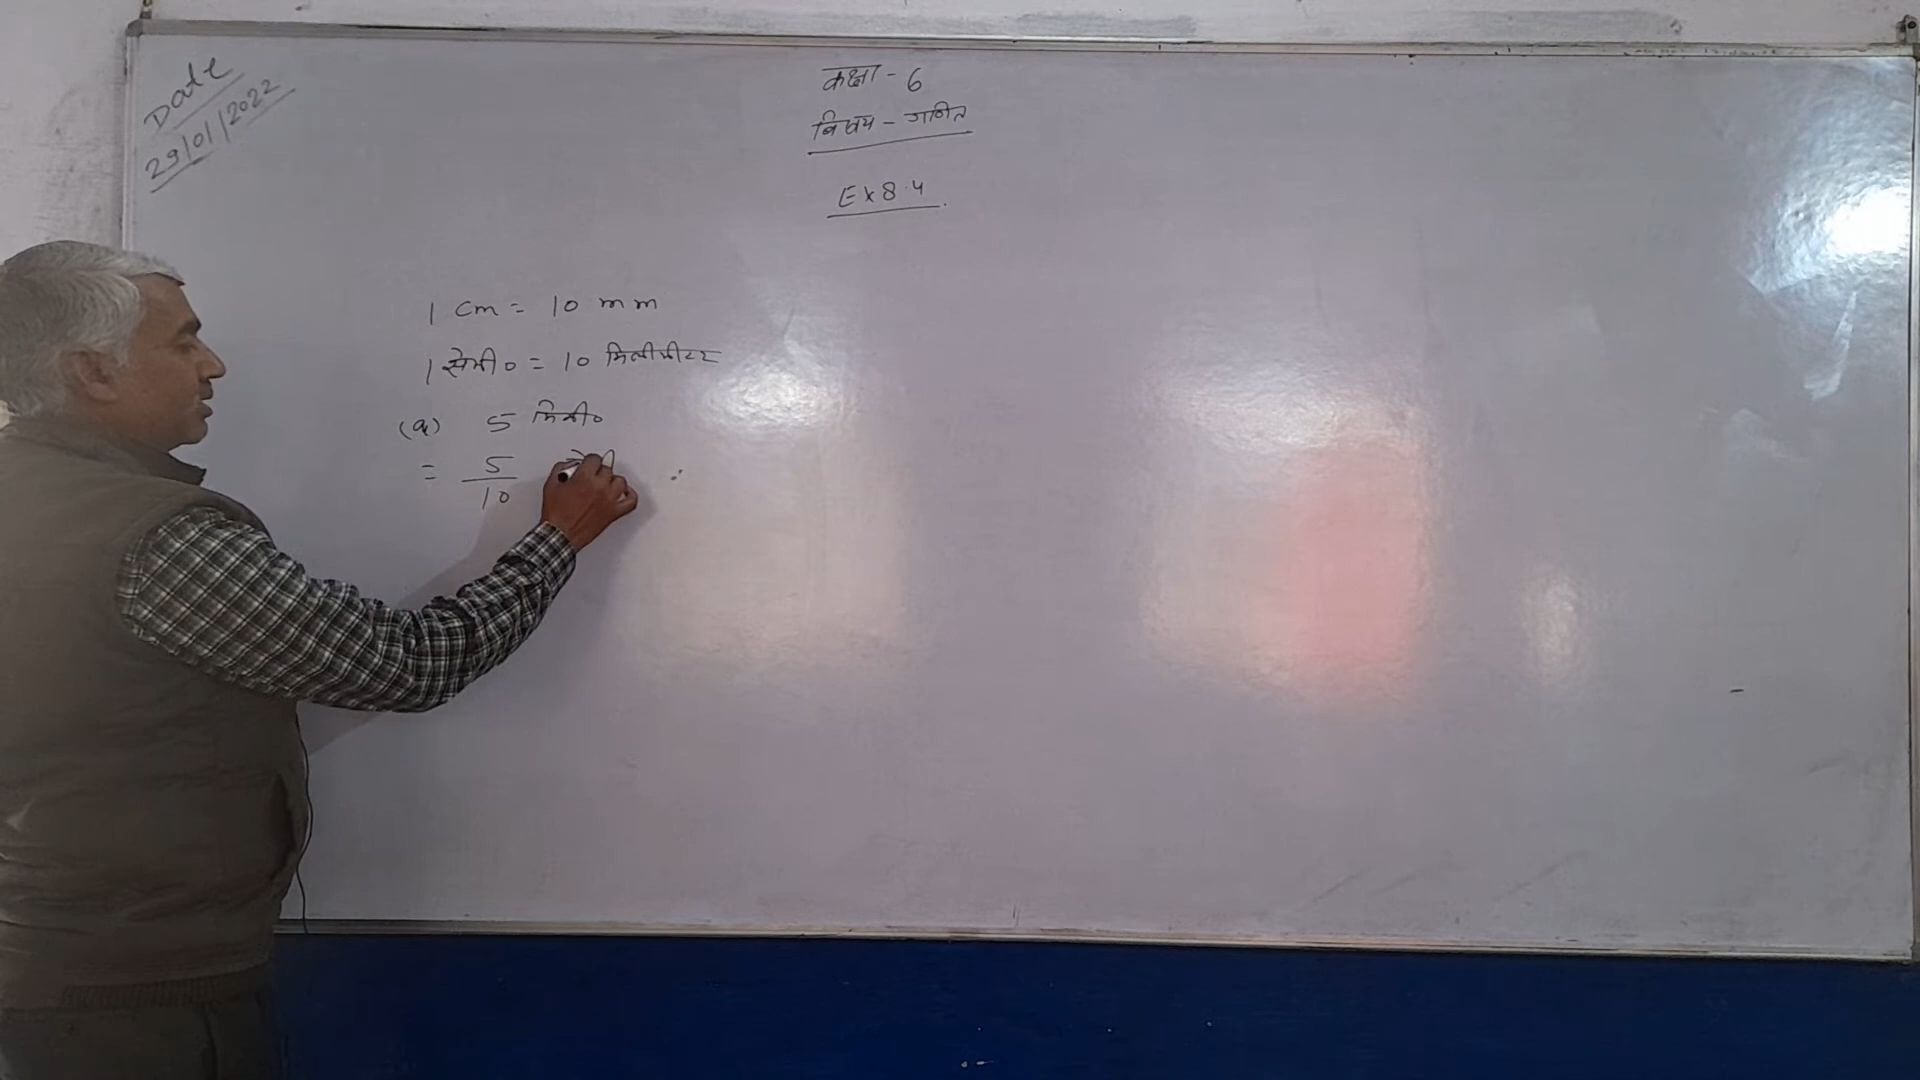 Date
29/01/2022
कक्षा - 6
विषय - गणित
Ex 8.4
1 cm = 10 mm
1 सेमी० = 10 मिलीमीटर
(a) 5 मिमी०
= 5/10